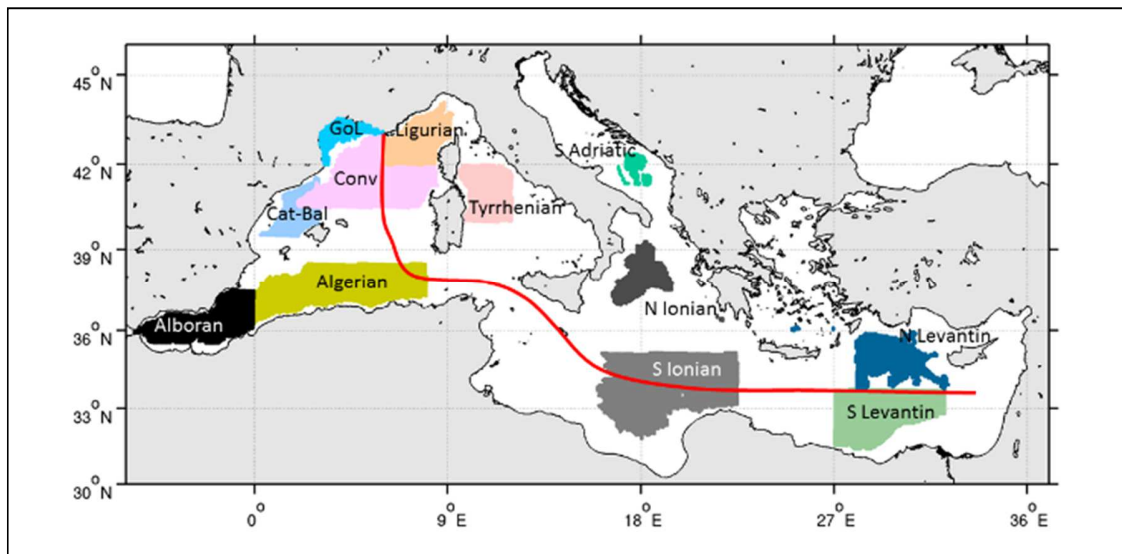 45° N
GoL
Ligurian
S Adriatic
42° N
Conv
Cat-Bal
Tyrrhenian
39° N
Algerian
N Ionian
Alboran
36° N
N Levantin
S Ionian
33° N
S Levantin
30° N
0°
9° E
18° E
27° E
36° E